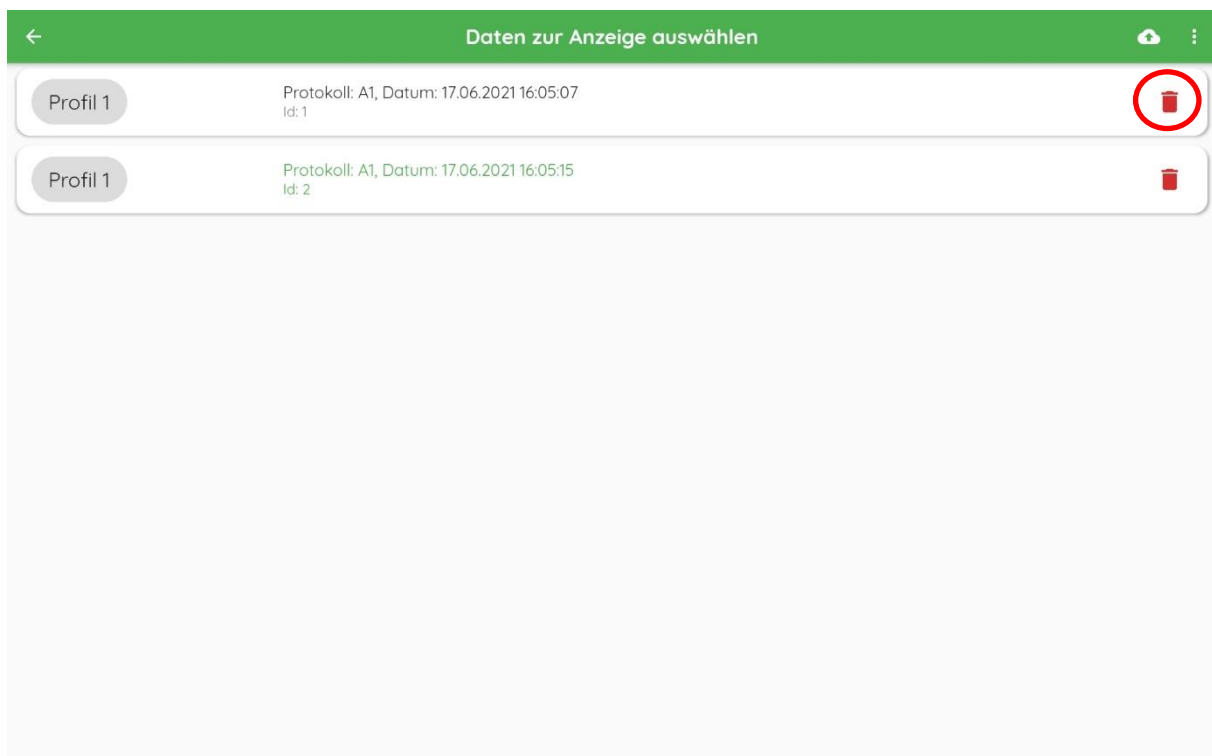 Daten zur Anzeige auswählen
Profil 1
Protokoll: A1, Datum: 17.06.2021 16:05:07
Id: 1
Profil 1
Protokoll: A1, Datum: 17.06.2021 16:05:15
Id: 2